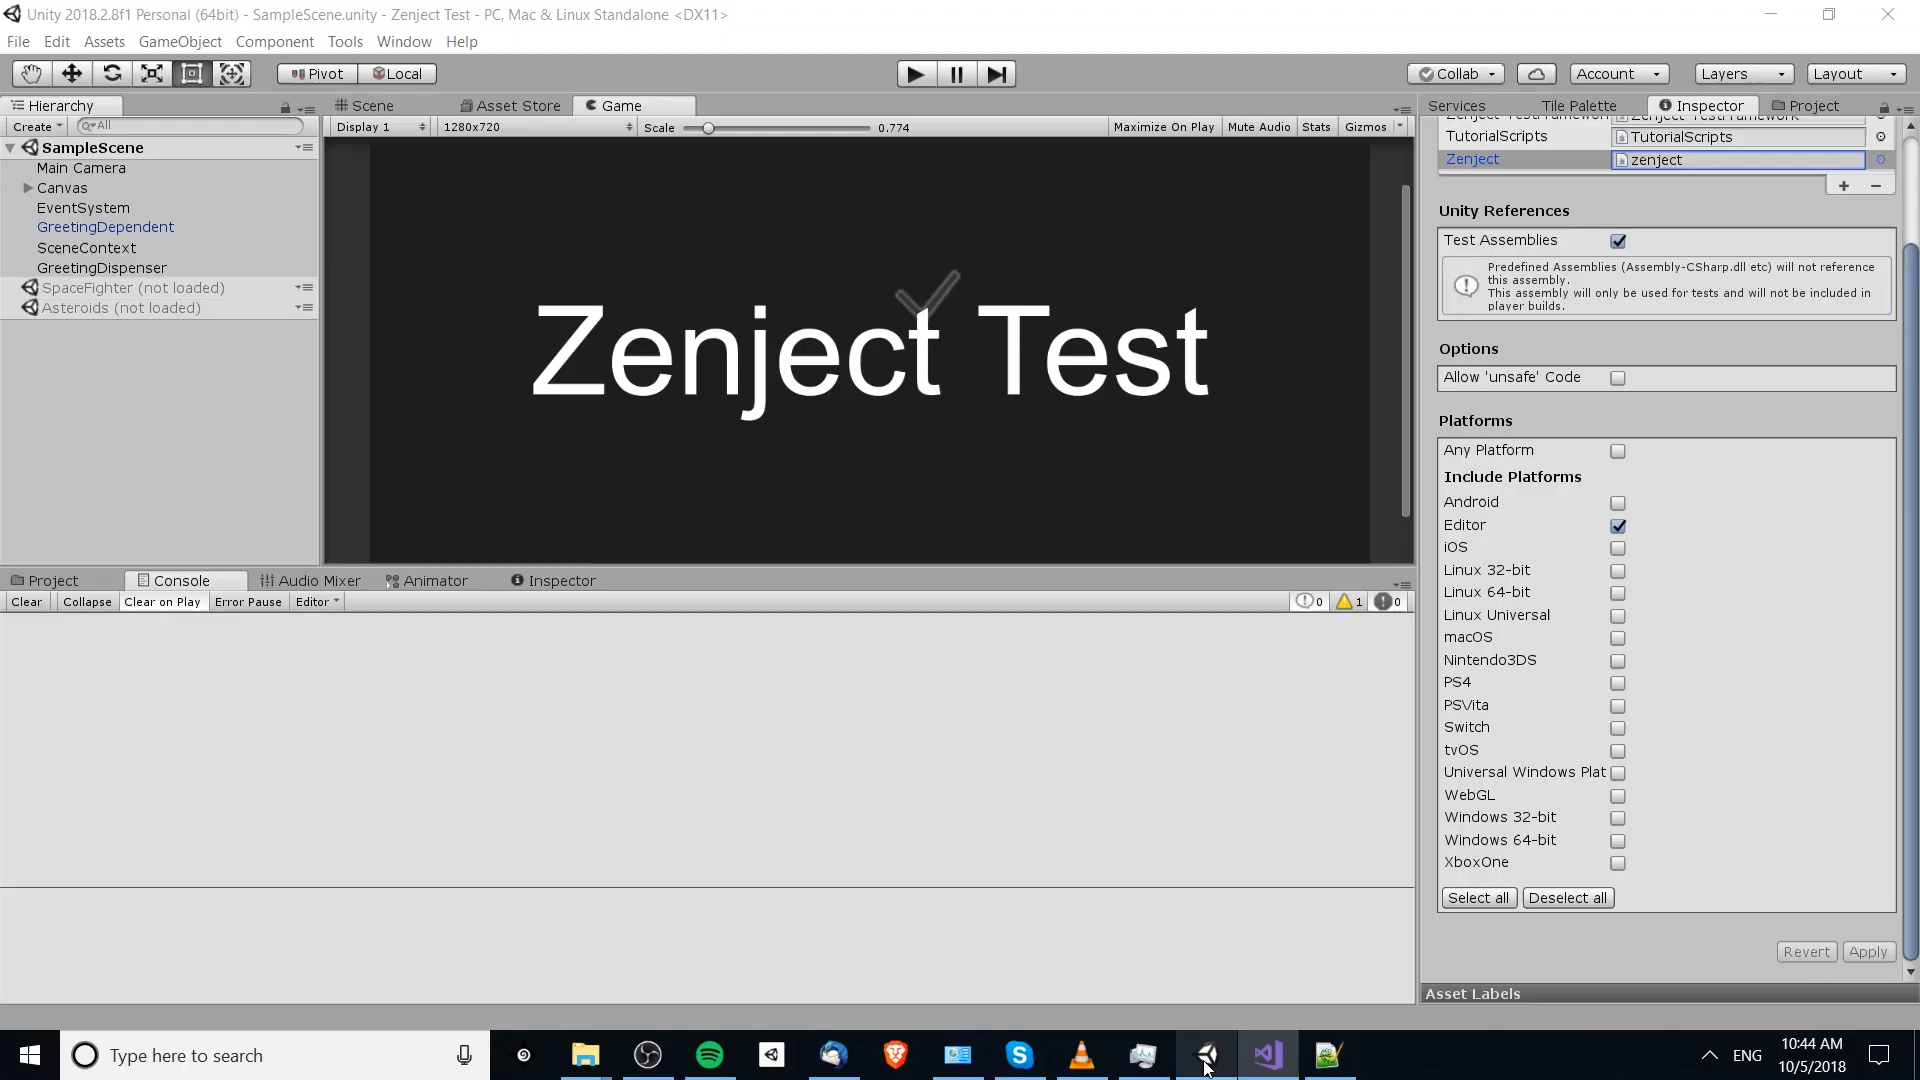 Unity 2018.2.8f1 Personal (64bit) - SampleScene.unity - Zenject Test - PC, Mac & Linux Standalone <DX11>
File Edit Assets GameObject Component Tools Window Help
Pivot Local Collab Account Layers Layout
Hierarchy Scene Asset Store Game Services Tile Palette Inspector Project
Create All Display 1 1280x720 Scale 0.774 Maximize On Play Mute Audio Stats Gizmos
SampleScene
Main Camera
Canvas
EventSystem
GreetingDependent
SceneContext
GreetingDispenser
SpaceFighter (not loaded)
Asteroids (not loaded)
Zenject Test
TutorialScripts TutorialScripts
Zenject zenject
+ −
Unity References
Test Assemblies
Predefined Assemblies (Assembly-CSharp.dll etc) will not reference
this assembly.
This assembly will only be used for tests and will not be included in
player builds.
Options
Allow 'unsafe' Code
Platforms
Any Platform
Include Platforms
Android
Editor
iOS
Linux 32-bit
Linux 64-bit
Linux Universal
macOS
Nintendo3DS
PS4
PSVita
Switch
tvOS
Universal Windows Plat
WebGL
Windows 32-bit
Windows 64-bit
XboxOne
Select all Deselect all
Revert Apply
Asset Labels
Project Console Audio Mixer Animator Inspector
Clear Collapse Clear on Play Error Pause Editor 0 1 0
Type here to search
ENG 10:44 AM
10/5/2018